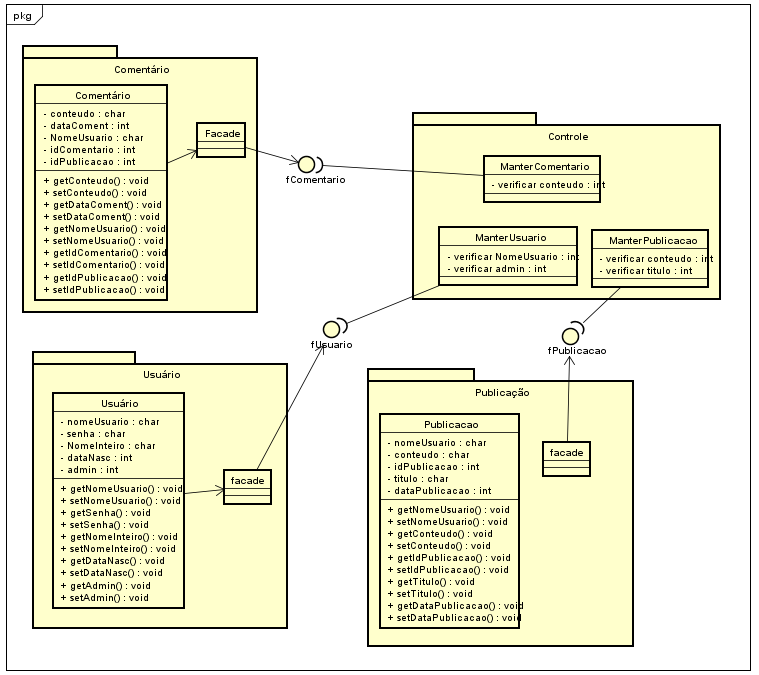 pkg
Comentário
Comentário
- conteudo : char
- dataComent : int
- NomeUsuario : char
- idComentario : int
- idPublicacao : int
+ getConteudo() : void
+ setConteudo() : void
+ getDataComent() : void
+ setDataComent() : void
+ getNomeUsuario() : void
+ setNomeUsuario() : void
+ getIdComentario() : void
+ setIdComentario() : void
+ getIdPublicacao() : void
+ setIdPublicacao() : void
Facade
fComentario
Controle
ManterComentario
- verificar conteudo : int
ManterUsuario
- verificar NomeUsuario : int
- verificar admin : int
ManterPublicacao
- verificar conteudo : int
- verificar titulo : int
fUsuario
fPublicacao
Usuário
Usuário
- nomeUsuario : char
- senha : char
- NomeInteiro : char
- dataNasc : int
- admin : int
+ getNomeUsuario() : void
+ setNomeUsuario() : void
+ getSenha() : void
+ setSenha() : void
+ getNomeInteiro() : void
+ setNomeInteiro() : void
+ getDataNasc() : void
+ setDataNasc() : void
+ getAdmin() : void
+ setAdmin() : void
facade
Publicação
Publicacao
- nomeUsuario : char
- conteudo : char
- idPublicacao : int
- titulo : char
- dataPublicacao : int
+ getNomeUsuario() : void
+ setNomeUsuario() : void
+ getConteudo() : void
+ setConteudo() : void
+ getIdPublicacao() : void
+ setIdPublicacao() : void
+ getTitulo() : void
+ setTitulo() : void
+ getDataPublicacao() : void
+ setDataPublicacao() : void
facade